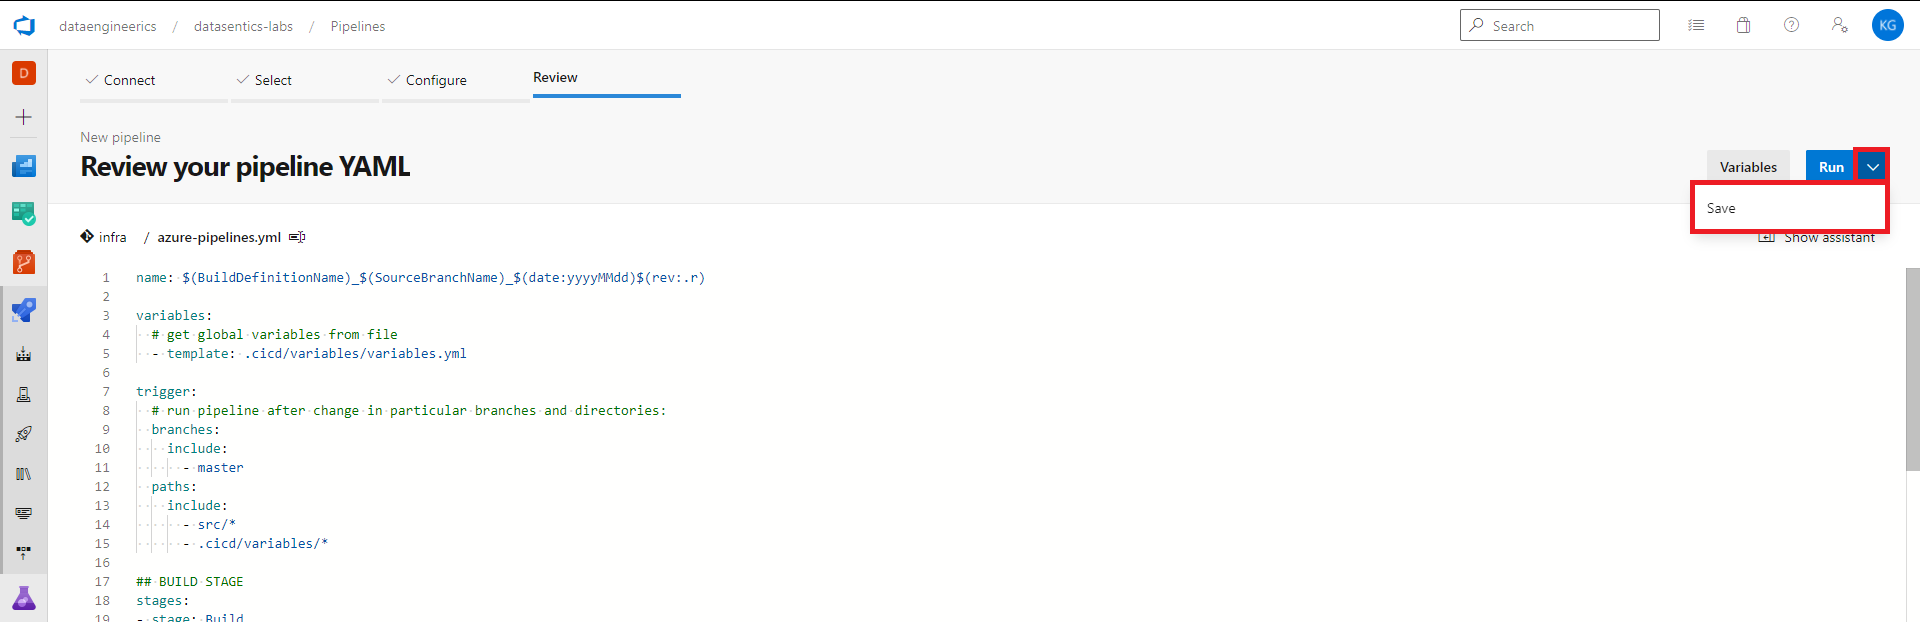 dataengineerics / datasentics-labs / Pipelines
Search
KG
D
Connect Select Configure Review
New pipeline
Review your pipeline YAML
Variables Run
Save
infra / azure-pipelines.yml
Show assistant
1 name: $(BuildDefinitionName)_$(SourceBranchName)_$(date:yyyyMMdd)$(rev:.r)
2
3 variables:
4 # get global variables from file
5 - template: .cicd/variables/variables.yml
6
7 trigger:
8 # run pipeline after change in particular branches and directories:
9 branches:
10 include:
11 - master
12 paths:
13 include:
14 - src/*
15 - .cicd/variables/*
16
17 ## BUILD STAGE
18 stages:
19 - stage: Build